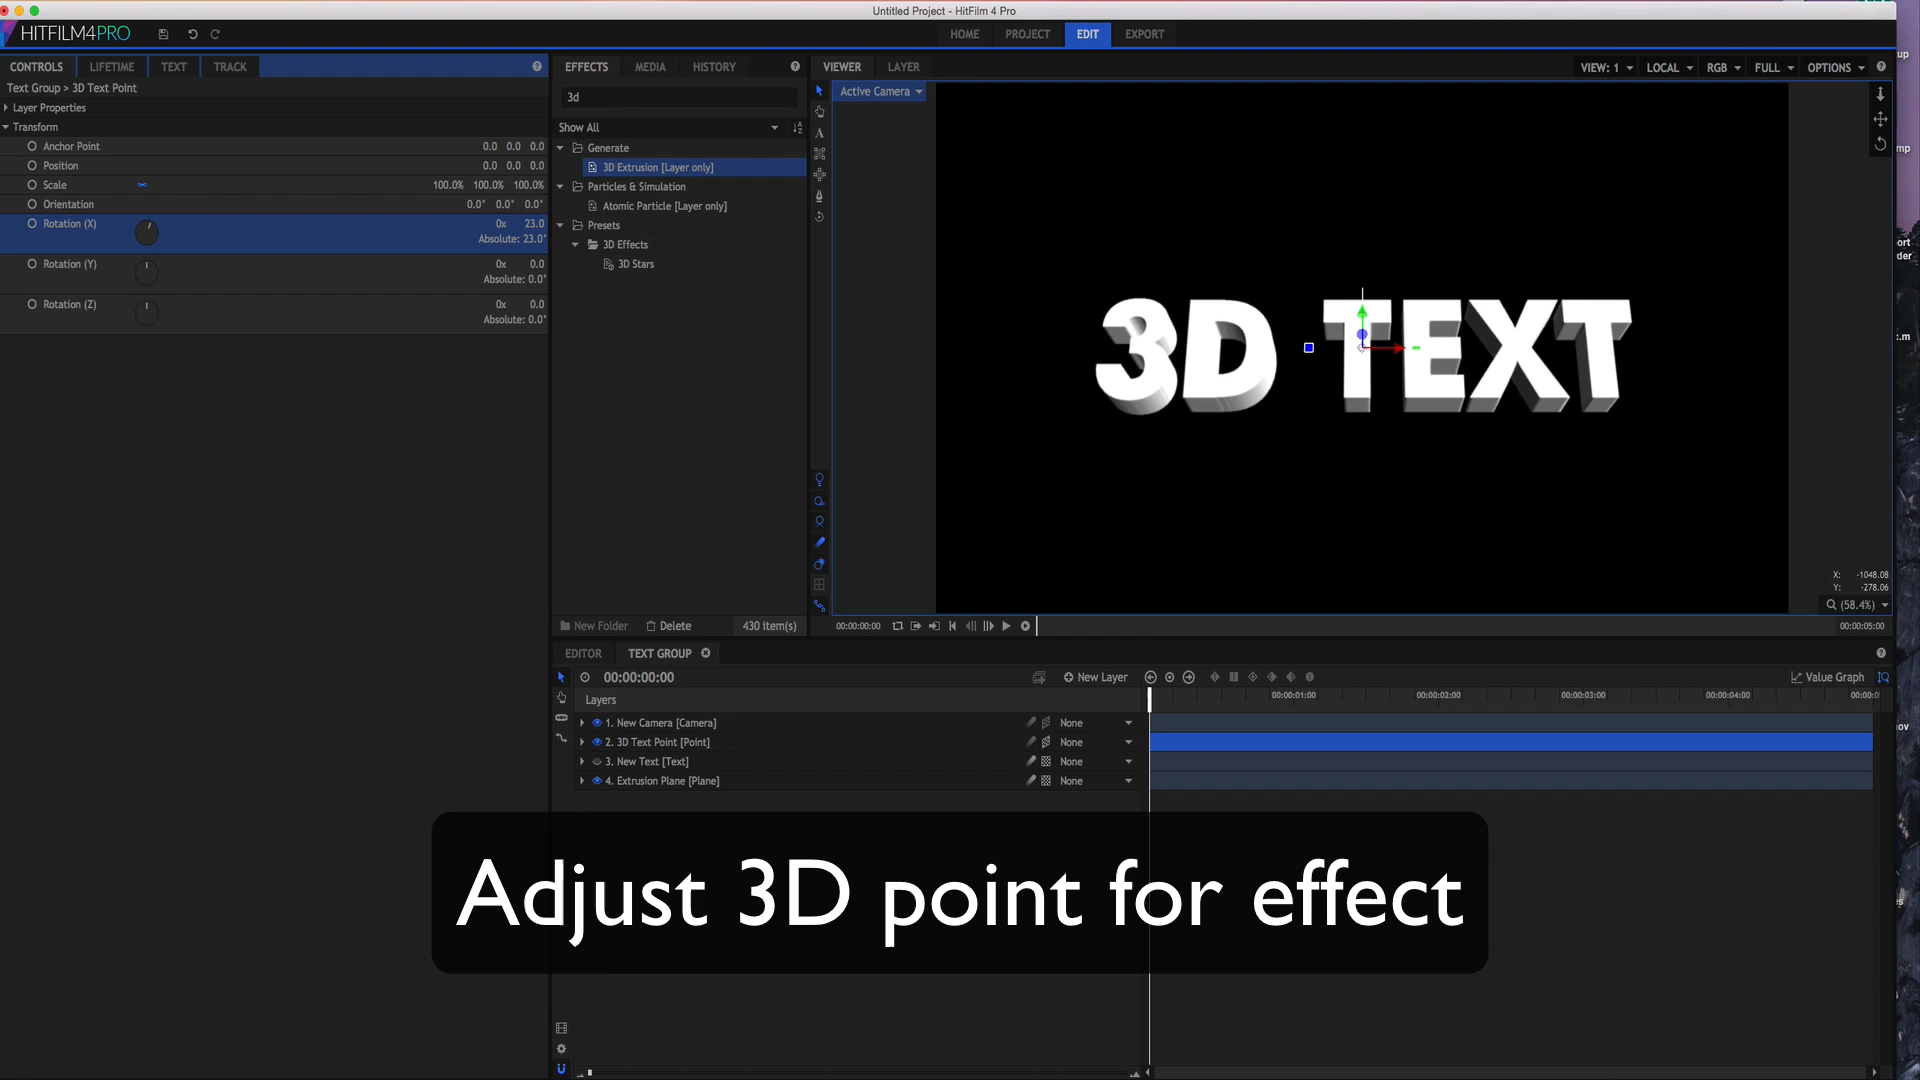 Untitled Project - HitFilm 4 Pro
HITFILM4PRO
HOME PROJECT EDIT EXPORT
CONTROLS LIFETIME TEXT TRACK
Text Group > 3D Text Point
Layer Properties
Transform
Anchor Point 0.0 0.0 0.0
Position 0.0 0.0 0.0
Scale 100.0% 100.0% 100.0%
Orientation 0.0° 0.0° 0.0°
Rotation (X) 0x 23.0
Absolute: 23.0°
Rotation (Y) 0x 0.0
Absolute: 0.0°
Rotation (Z) 0x 0.0
Absolute: 0.0°
EFFECTS MEDIA HISTORY
3d
Show All
Generate
3D Extrusion [Layer only]
Particles & Simulation
Atomic Particle [Layer only]
Presets
3D Effects
3D Stars
New Folder Delete 430 item(s)
VIEWER LAYER
VIEW: 1 LOCAL RGB FULL OPTIONS
Active Camera
3D TEXT
X: -1048.08
Y: -278.06
(58.4%)
00:00:00:00 00:00:05:00
EDITOR TEXT GROUP
00:00:00:00 New Layer Value Graph
Layers 00:00:01:00 00:00:02:00 00:00:03:00 00:00:04:00
1. New Camera [Camera] None
2. 3D Text Point [Point] None
3. New Text [Text] None
4. Extrusion Plane [Plane] None
Adjust 3D point for effect